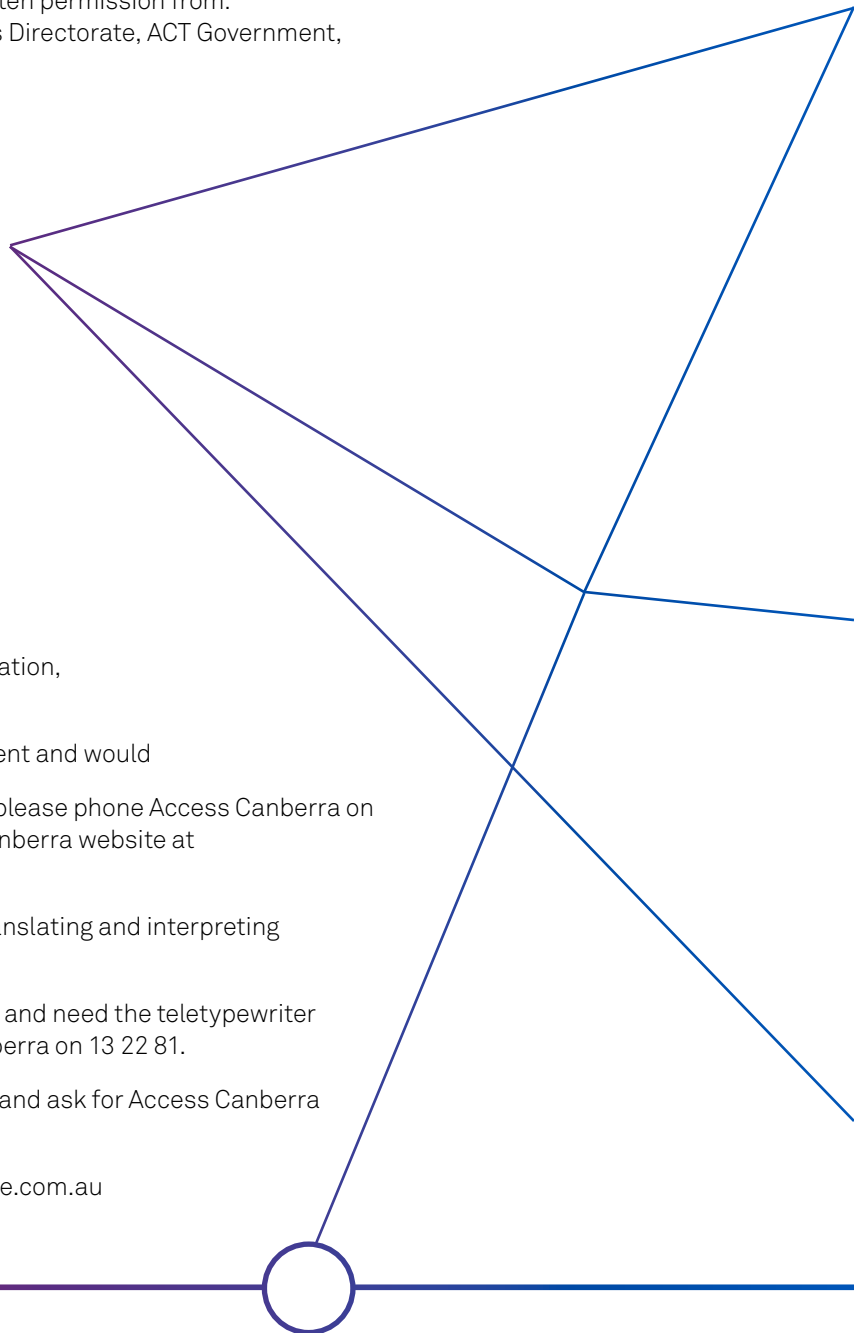 ten permission from:
s Directorate, ACT Government,
ation,
ent and would
please phone Access Canberra on
nberra website at
anslating and interpreting
and need the teletypewriter
berra on 13 22 81.
and ask for Access Canberra
e.com.au